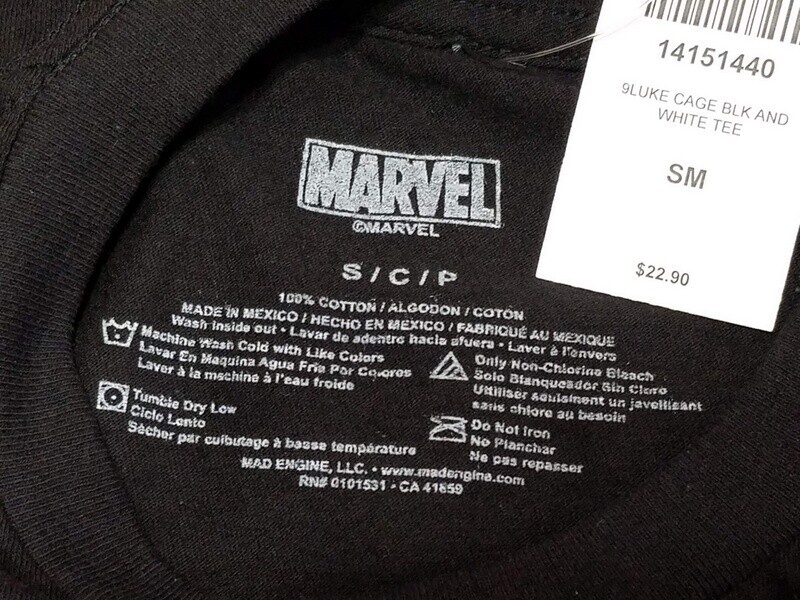 14151440
9LUKE CAGE BLK AND
WHITE TEE
SM
$22.90
MARVEL
©MARVEL
S / C / P
100% COTTON / ALGODON / COTON
MADE IN MEXICO / HECHO EN MEXICO / FABRIQUÉ AU MEXIQUE
Wash inside out • Lavar de adentro hacia afuera • Laver à l'envers
Machine Wash Cold with Like Colors
Lavar En Maquina Agua Fria Por Colores
Laver à la machine à l'eau froide
Only Non-Chlorine Bleach
Solo Blanqueador Sin Cloro
Utiliser seulement un javellisant
sans chlore au besoin
Tumble Dry Low
Ciclo Lento
Sécher par culbutage à basse température
Do Not Iron
No Planchar
Ne pas repasser
MAD ENGINE, LLC. • www.madengine.com
RN# 0101531 • CA 41859